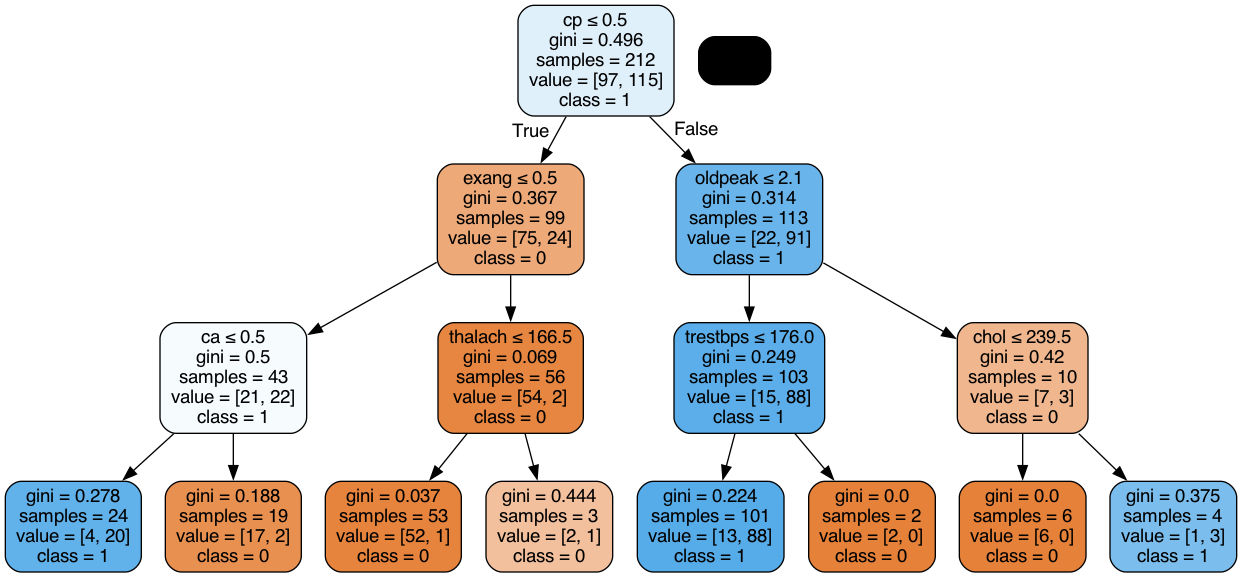 cp ≤ 0.5
gini = 0.496
samples = 212
value = [97, 115]
class = 1
True
False
exang ≤ 0.5
gini = 0.367
samples = 99
value = [75, 24]
class = 0
oldpeak ≤ 2.1
gini = 0.314
samples = 113
value = [22, 91]
class = 1
ca ≤ 0.5
gini = 0.5
samples = 43
value = [21, 22]
class = 1
thalach ≤ 166.5
gini = 0.069
samples = 56
value = [54, 2]
class = 0
trestbps ≤ 176.0
gini = 0.249
samples = 103
value = [15, 88]
class = 1
chol ≤ 239.5
gini = 0.42
samples = 10
value = [7, 3]
class = 0
gini = 0.278
samples = 24
value = [4, 20]
class = 1
gini = 0.188
samples = 19
value = [17, 2]
class = 0
gini = 0.037
samples = 53
value = [52, 1]
class = 0
gini = 0.444
samples = 3
value = [2, 1]
class = 0
gini = 0.224
samples = 101
value = [13, 88]
class = 1
gini = 0.0
samples = 2
value = [2, 0]
class = 0
gini = 0.0
samples = 6
value = [6, 0]
class = 0
gini = 0.375
samples = 4
value = [1, 3]
class = 1